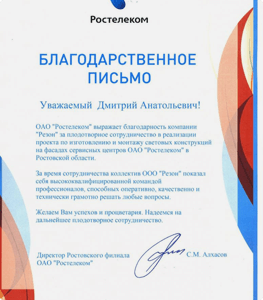 Ростелеком
БЛАГОДАРСТВЕННОЕ
ПИСЬМО
Уважаемый Дмитрий Анатольевич!
ОАО "Ростелеком" выражает благодарность компании
"Резон" за плодотворное сотрудничество в реализации
проекта по изготовлению и монтажу световых конструкций
на фасадах сервисных центров ОАО "Ростелеком" в
Ростовской области.
За время сотрудничества коллектив ООО "Резон" показал
себя высококвалифицированной командой
профессионалов, способных оперативно, качественно и
технически грамотно решать любые вопросы.
Желаем Вам успехов и процветания. Надеемся на
дальнейшее плодотворное сотрудничество.
Директор Ростовского филиала
ОАО "Ростелеком"
С.М. Алхасов